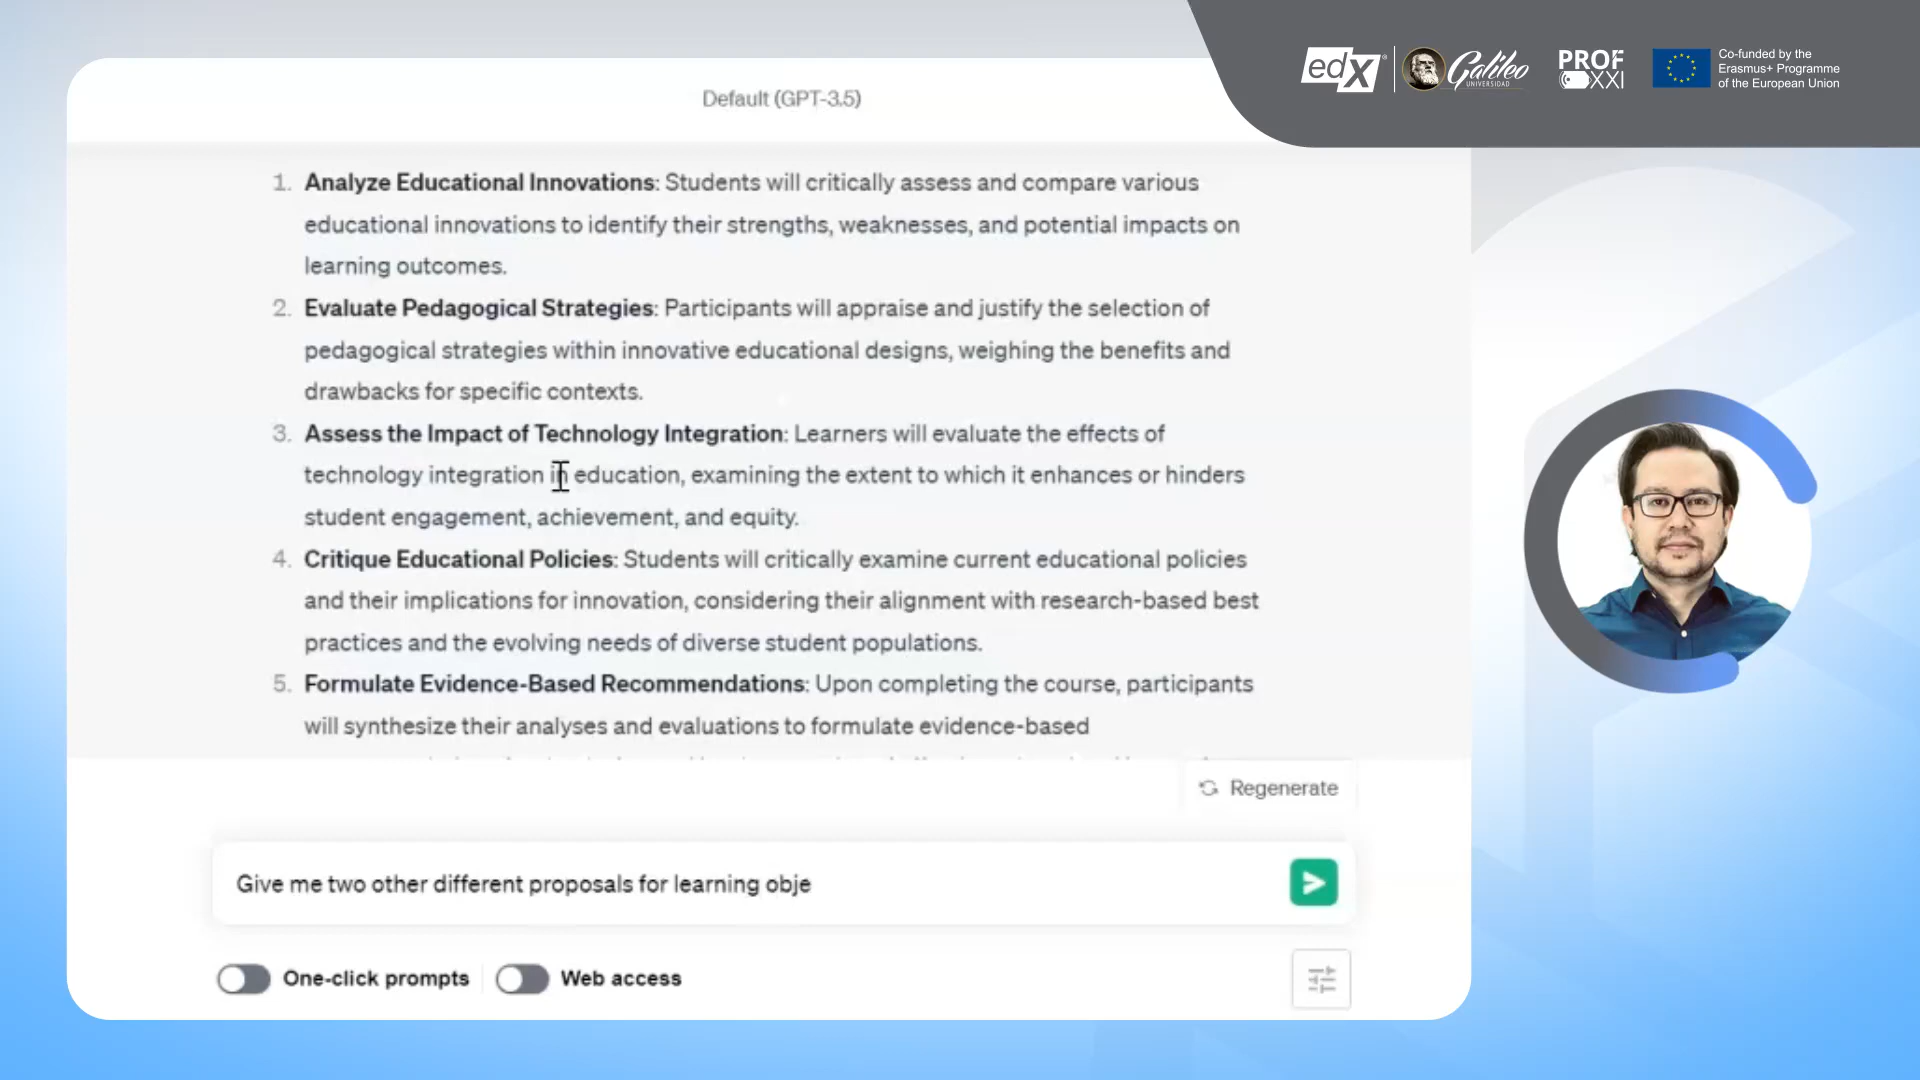 edX
Galileo
UNIVERSIDAD
PROF
XXI
Co-funded by the
Erasmus+ Programme
of the European Union
Default (GPT-3.5)
1. Analyze Educational Innovations: Students will critically assess and compare various
educational innovations to identify their strengths, weaknesses, and potential impacts on
learning outcomes.
2. Evaluate Pedagogical Strategies: Participants will appraise and justify the selection of
pedagogical strategies within innovative educational designs, weighing the benefits and
drawbacks for specific contexts.
3. Assess the Impact of Technology Integration: Learners will evaluate the effects of
technology integration in education, examining the extent to which it enhances or hinders
student engagement, achievement, and equity.
4. Critique Educational Policies: Students will critically examine current educational policies
and their implications for innovation, considering their alignment with research-based best
practices and the evolving needs of diverse student populations.
5. Formulate Evidence-Based Recommendations: Upon completing the course, participants
will synthesize their analyses and evaluations to formulate evidence-based
Regenerate
Give me two other different proposals for learning obje
One-click prompts
Web access